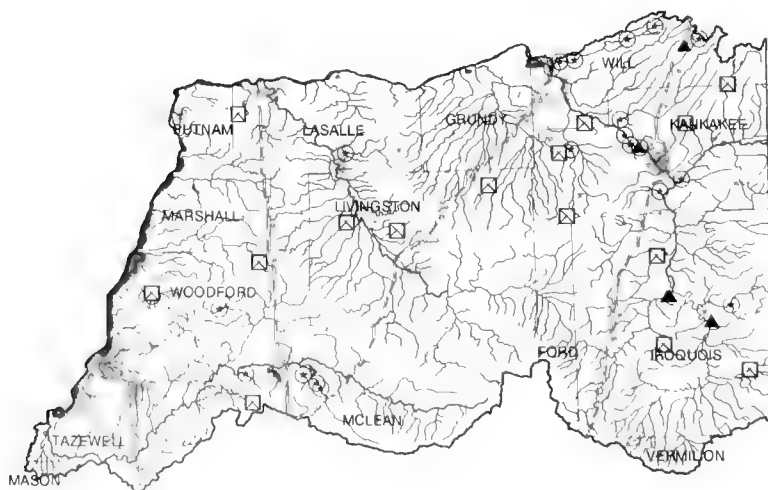 WILL
GRUNDY
KANKAKEE
PUTNAM
LASALLE
LIVINGSTON
MARSHALL
WOODFORD
FORD
IROQUOIS
MCLEAN
TAZEWELL
VERMILION
MASON